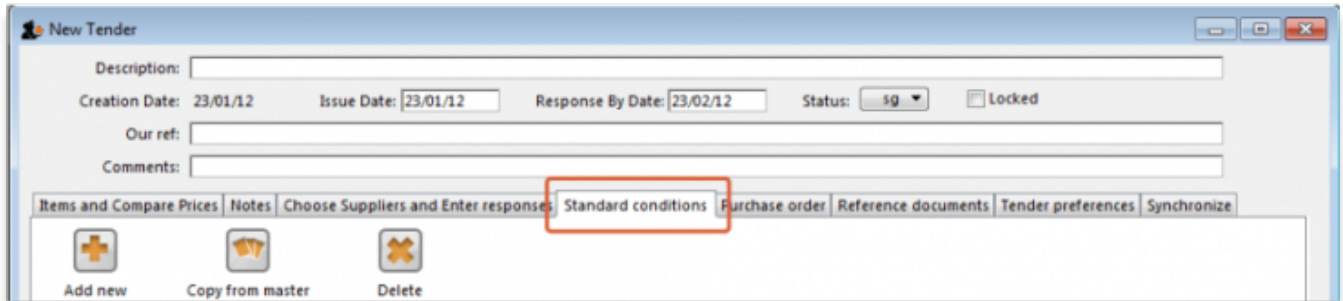 New Tender
Description:
Creation Date: 23/01/12 Issue Date: 23/01/12 Response By Date: 23/02/12 Status: sg Locked
Our ref:
Comments:
Items and Compare Prices Notes Choose Suppliers and Enter responses Standard conditions Purchase order Reference documents Tender preferences Synchronize
Add new Copy from master Delete